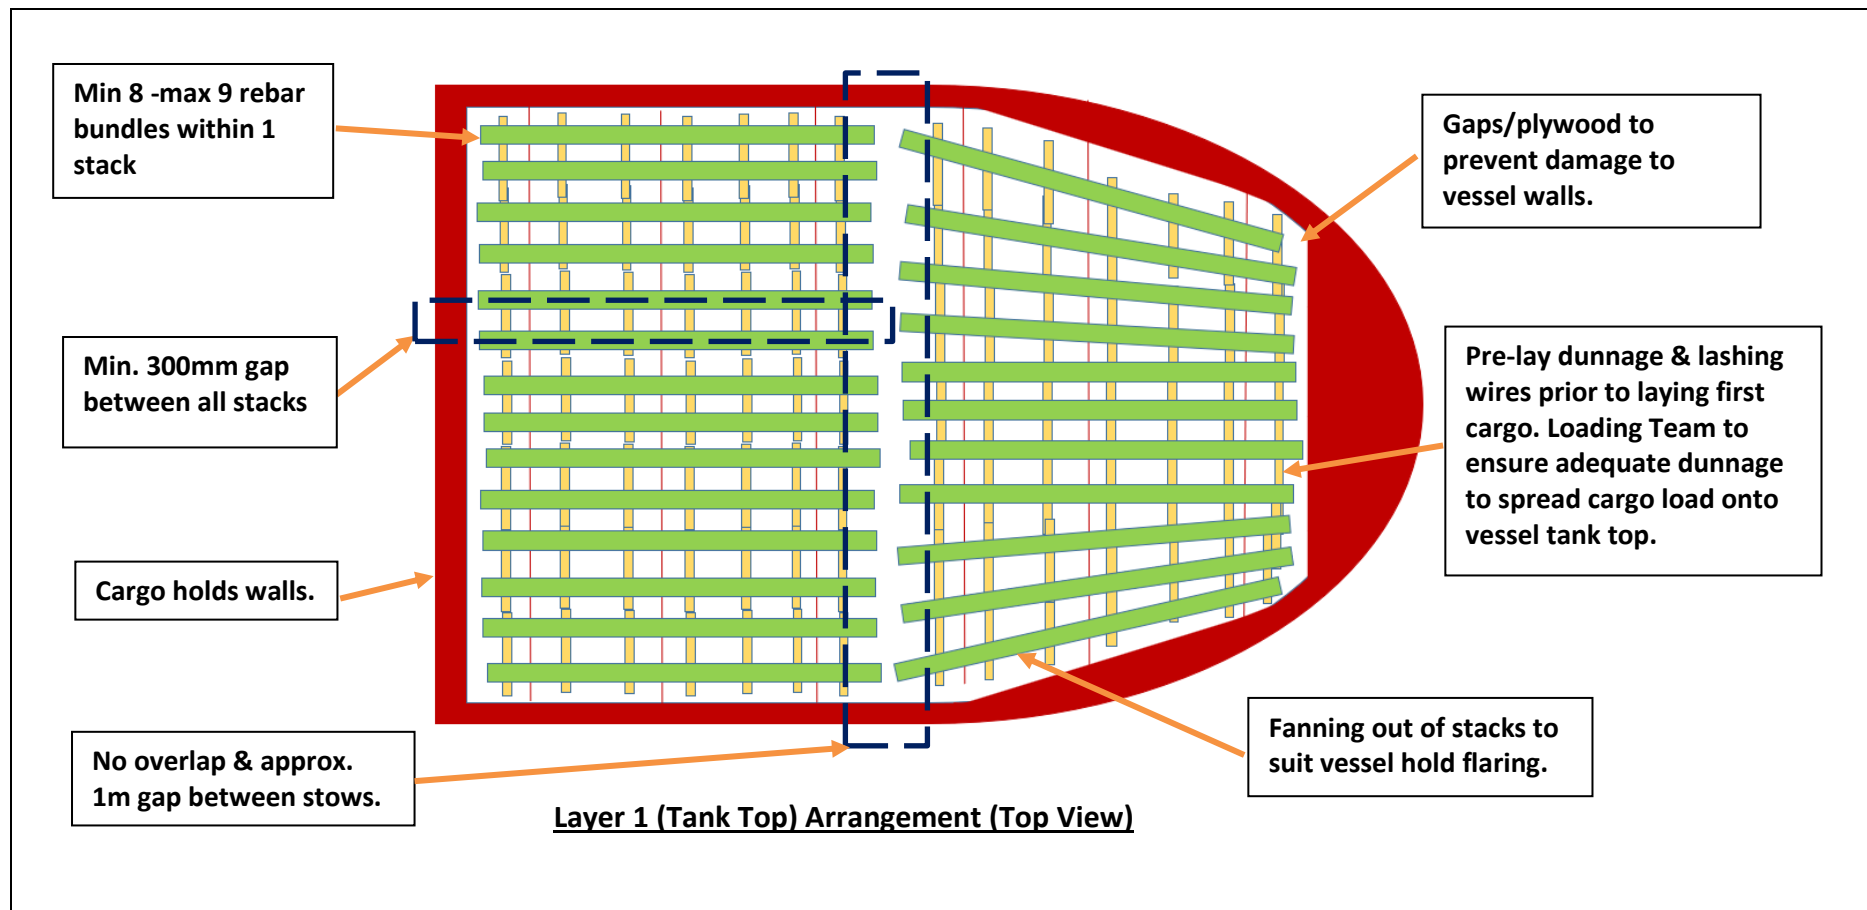 Min 8 -max 9 rebar
bundles within 1
stack
Min. 300mm gap
between all stacks
Cargo holds walls.
No overlap & approx.
1m gap between stows.
Gaps/plywood to
prevent damage to
vessel walls.
Pre-lay dunnage & lashing
wires prior to laying first
cargo. Loading Team to
ensure adequate dunnage
to spread cargo load onto
vessel tank top.
Fanning out of stacks to
suit vessel hold flaring.
Layer 1 (Tank Top) Arrangement (Top View)